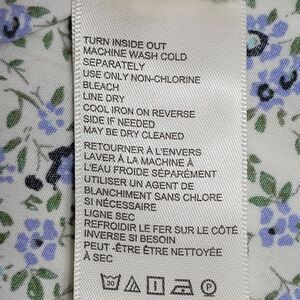 TURN INSIDE OUT
MACHINE WASH COLD
SEPARATELY
USE ONLY NON-CHLORINE
BLEACH
LINE DRY
COOL IRON ON REVERSE
SIDE IF NEEDED
MAY BE DRY CLEANED
RETOURNER À L'ENVERS
LAVER À LA MACHINE À
L'EAU FROIDE SÉPARÉMENT
UTILISER UN AGENT DE
BLANCHIMENT SANS CHLORE
SI NÉCESSAIRE
LIGNE SEC
REFROIDIR LE FER SUR LE CÔTÉ
INVERSE SI BESOIN
PEUT -ÊTRE ÊTRE NETTOYÉE
À SEC
30 P